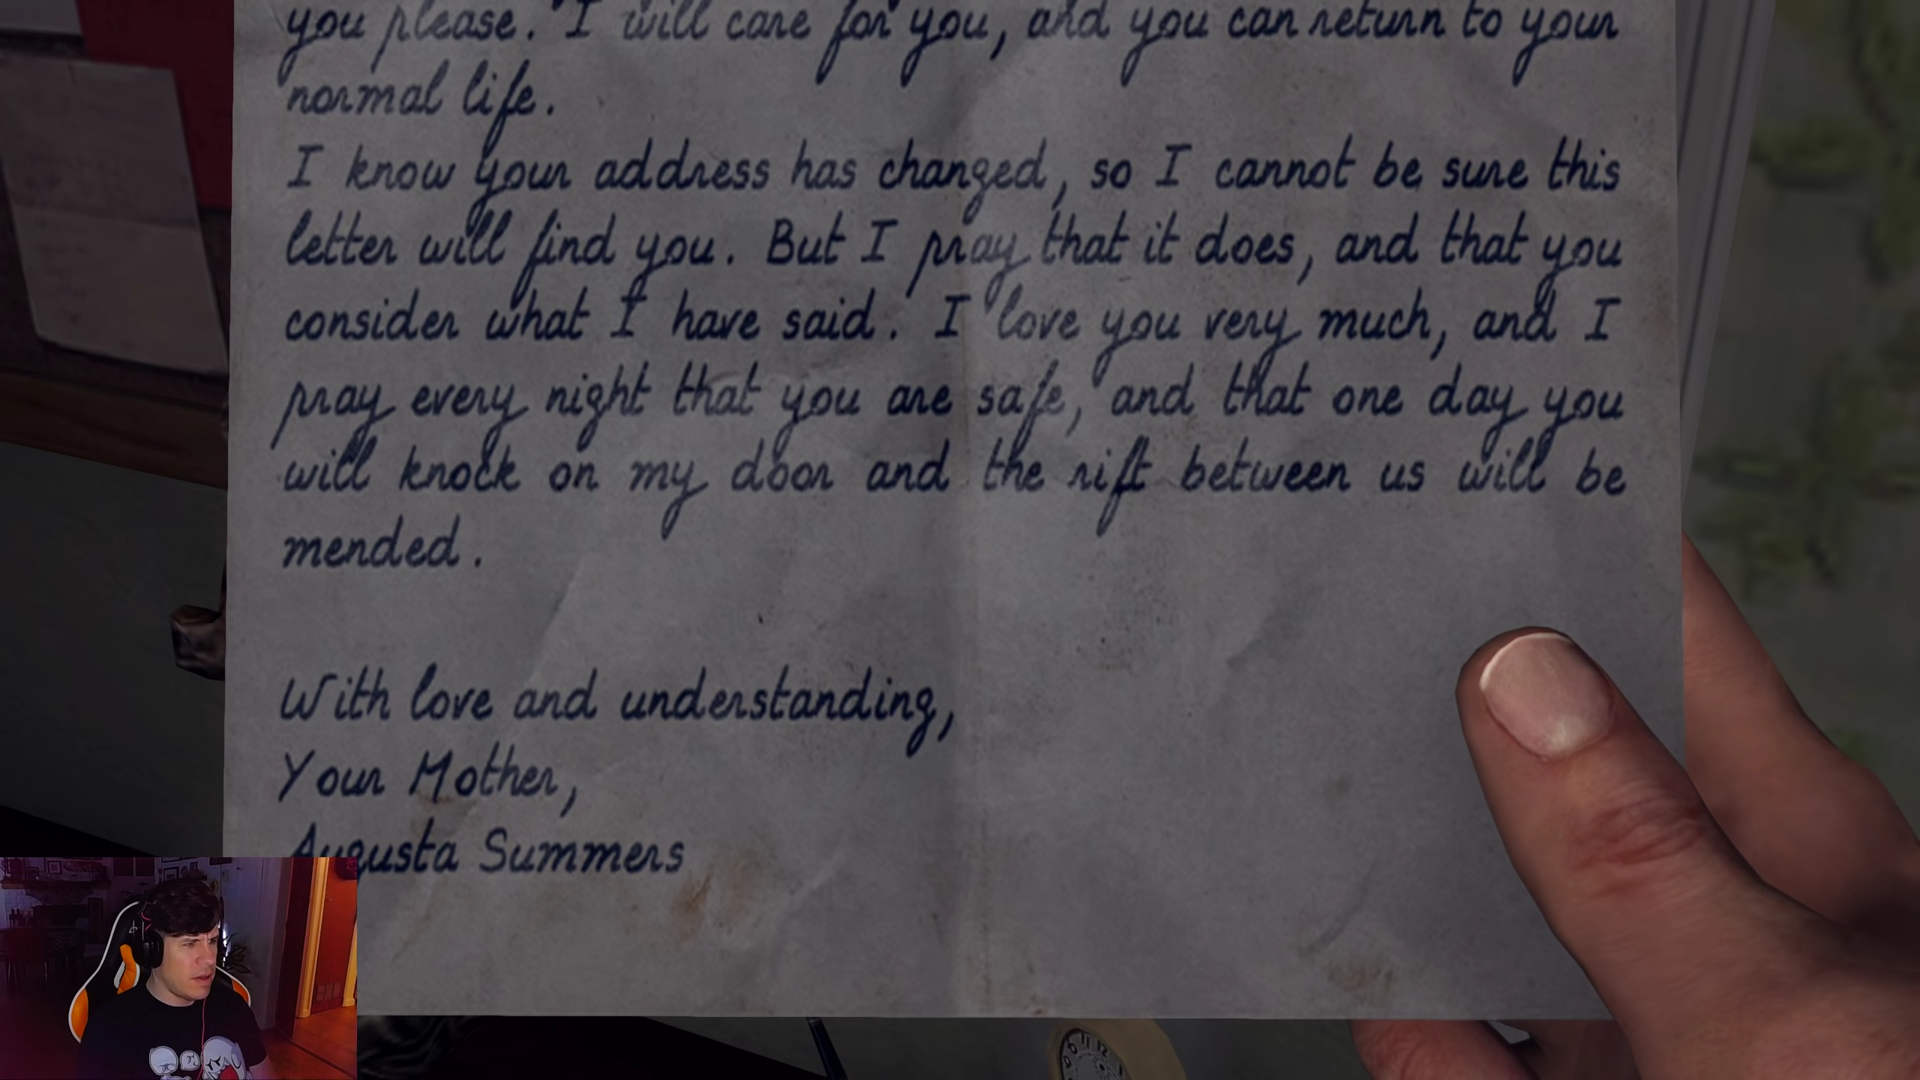 you please. I will care for you, and you can return to your
normal life.
I know your address has changed, so I cannot be sure this
letter will find you. But I pray that it does, and that you
consider what I have said. I love you very much, and I
pray every night that you are safe, and that one day you
will knock on my door and the rift between us will be
mended.
With love and understanding,
Your Mother,
Augusta Summers